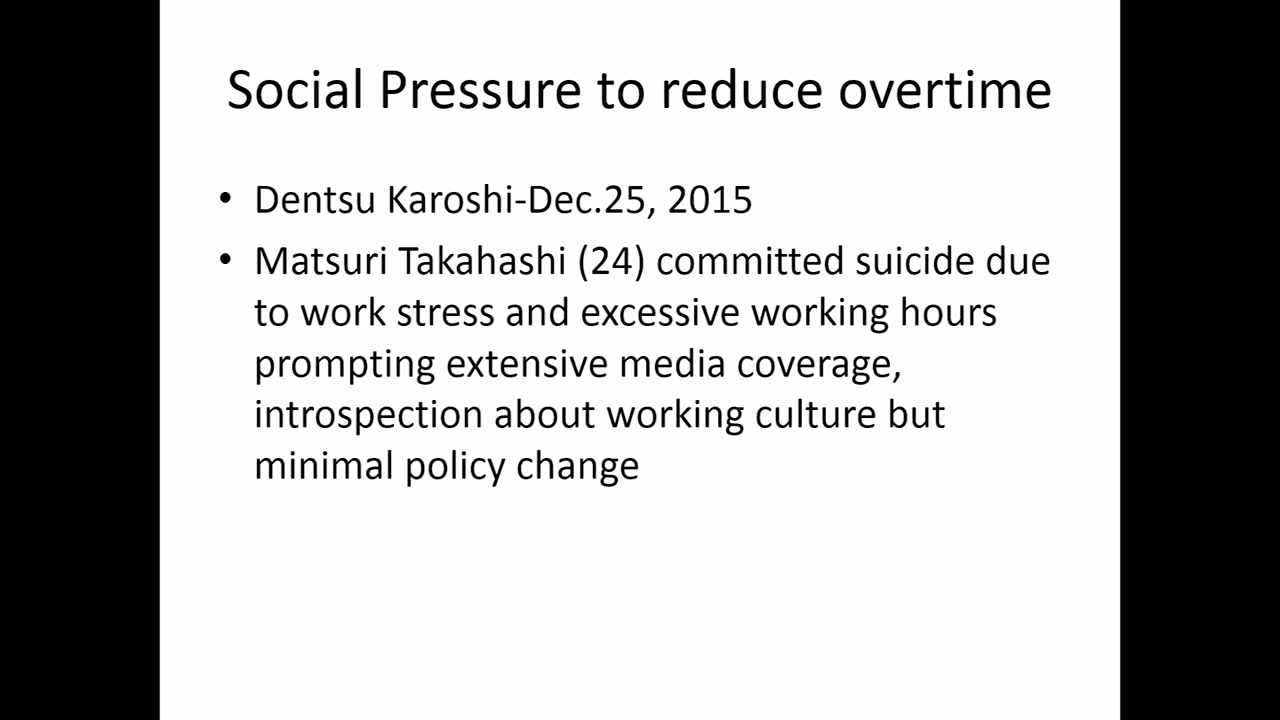 Social Pressure to reduce overtime
• Dentsu Karoshi-Dec.25, 2015
• Matsuri Takahashi (24) committed suicide due
to work stress and excessive working hours
prompting extensive media coverage,
introspection about working culture but
minimal policy change